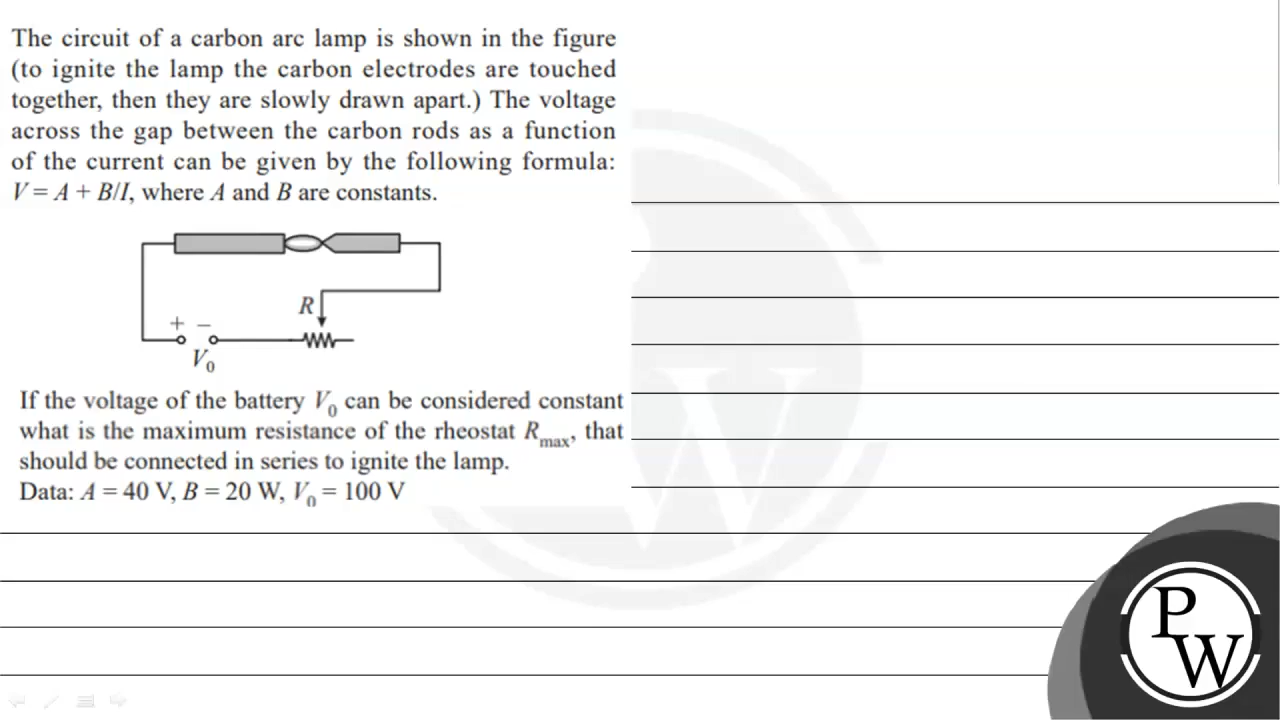 The circuit of a carbon arc lamp is shown in the figure
(to ignite the lamp the carbon electrodes are touched
together, then they are slowly drawn apart.) The voltage
across the gap between the carbon rods as a function
of the current can be given by the following formula:
V = A + B/I, where A and B are constants.
R
+ −
V₀
If the voltage of the battery V₀ can be considered constant
what is the maximum resistance of the rheostat Rmax, that
should be connected in series to ignite the lamp.
Data: A = 40 V, B = 20 W, V₀ = 100 V
P
W